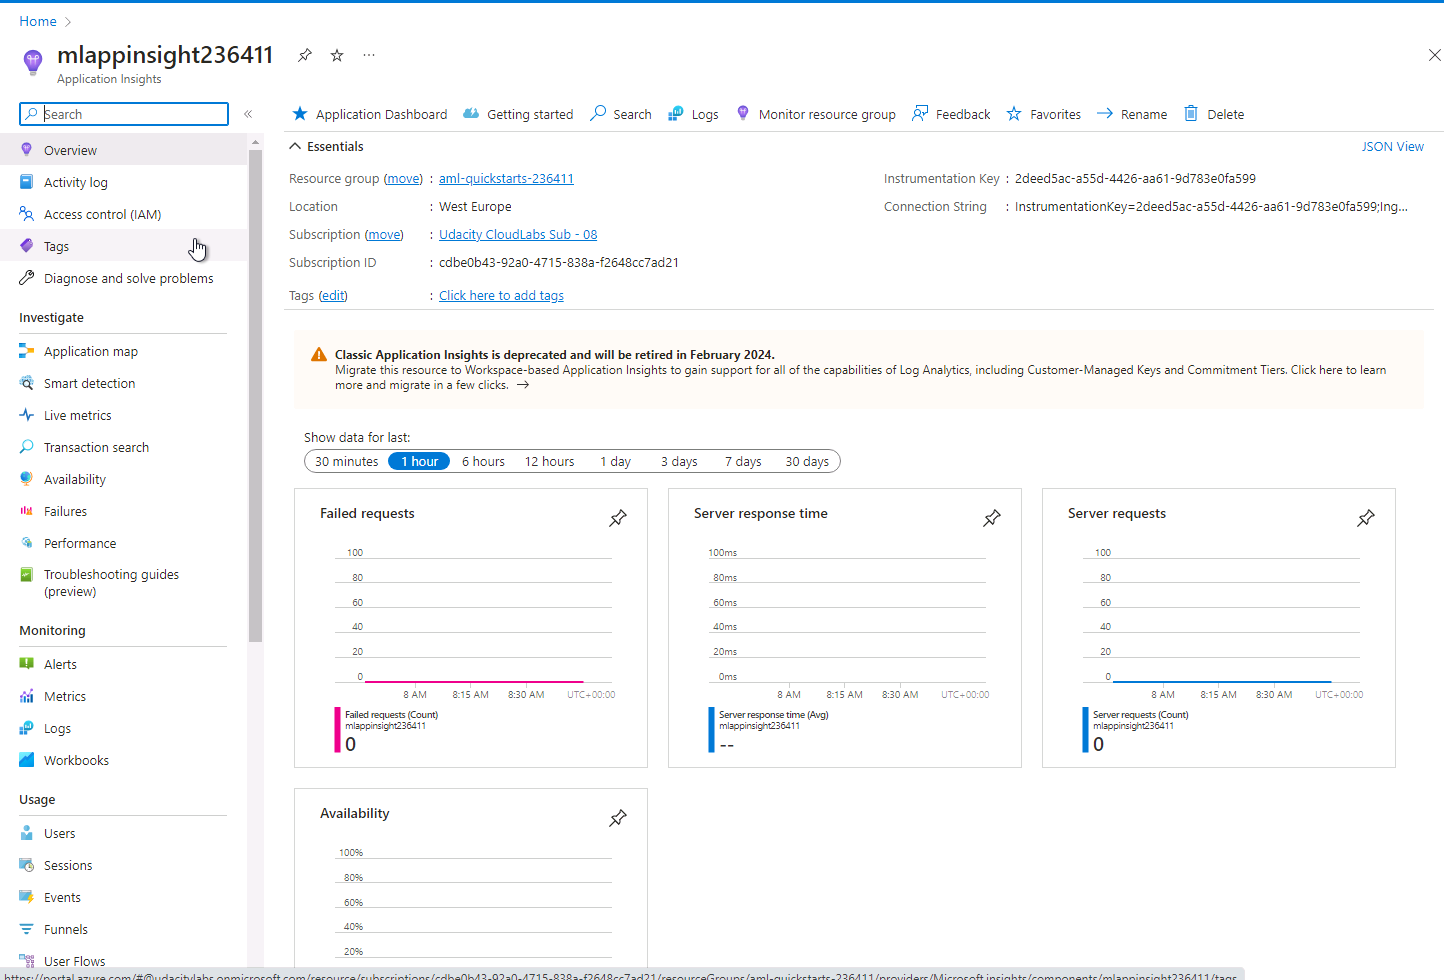 Home
mlappinsight236411
Application Insights
Search
Application Dashboard Getting started Search Logs Monitor resource group Feedback Favorites Rename Delete
Overview
Activity log
Access control (IAM)
Tags
Diagnose and solve problems
Investigate
Application map
Smart detection
Live metrics
Transaction search
Availability
Failures
Performance
Troubleshooting guides
(preview)
Monitoring
Alerts
Metrics
Logs
Workbooks
Usage
Users
Sessions
Events
Funnels
User Flows
Essentials
JSON View
Resource group (move) : aml-quickstarts-236411
Location : West Europe
Subscription (move) : Udacity CloudLabs Sub - 08
Subscription ID : cdbe0b43-92a0-4715-838a-f2648cc7ad21
Tags (edit) : Click here to add tags
Instrumentation Key : 2deed5ac-a55d-4426-aa61-9d783e0fa599
Connection String : InstrumentationKey=2deed5ac-a55d-4426-aa61-9d783e0fa599;Ing...
Classic Application Insights is deprecated and will be retired in February 2024.
Migrate this resource to Workspace-based Application Insights to gain support for all of the capabilities of Log Analytics, including Customer-Managed Keys and Commitment Tiers. Click here to learn
more and migrate in a few clicks.
Show data for last:
30 minutes 1 hour 6 hours 12 hours 1 day 3 days 7 days 30 days
Failed requests
100
80
60
40
20
0
8 AM 8:15 AM 8:30 AM UTC+00:00
Failed requests (Count)
mlappinsight236411
0
Server response time
100ms
80ms
60ms
40ms
20ms
0ms
8 AM 8:15 AM 8:30 AM UTC+00:00
Server response time (Avg)
mlappinsight236411
--
Server requests
100
80
60
40
20
0
8 AM 8:15 AM 8:30 AM UTC+00:00
Server requests (Count)
mlappinsight236411
0
Availability
100%
80%
60%
40%
20%
https://portal.azure.com/#@udacitylabs.onmicrosoft.com/resource/subscriptions/cdbe0b43-92a0-4715-838a-f2648cc7ad21/resourceGroups/aml-quickstarts-236411/providers/Microsoft.insights/components/mlappinsight236411/tags